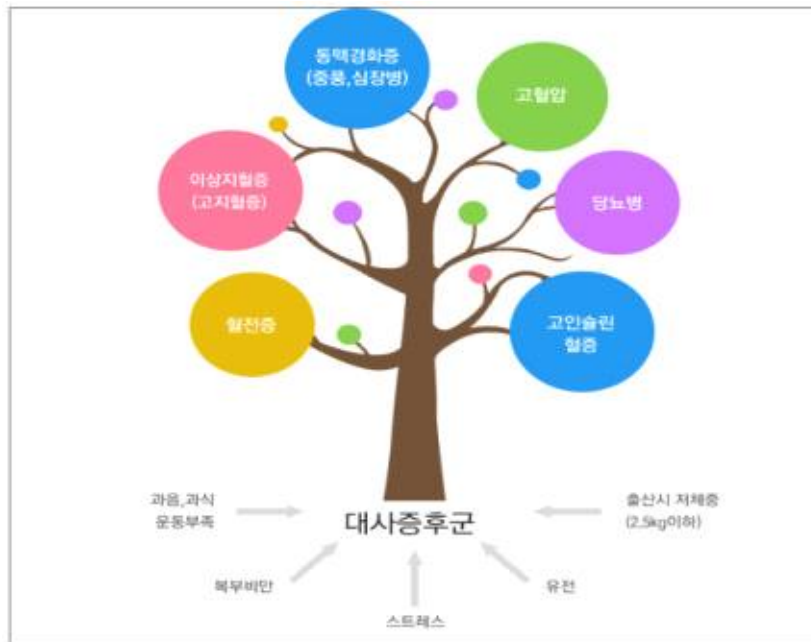 동맥경화증
(중풍,심장병)
고혈압
이상지혈증
(고지혈증)
당뇨병
혈전증
고인슐린
혈증
과음,과식
운동부족
대사증후군
출산시 저체중
(2.5kg이하)
복부비만
유전
스트레스